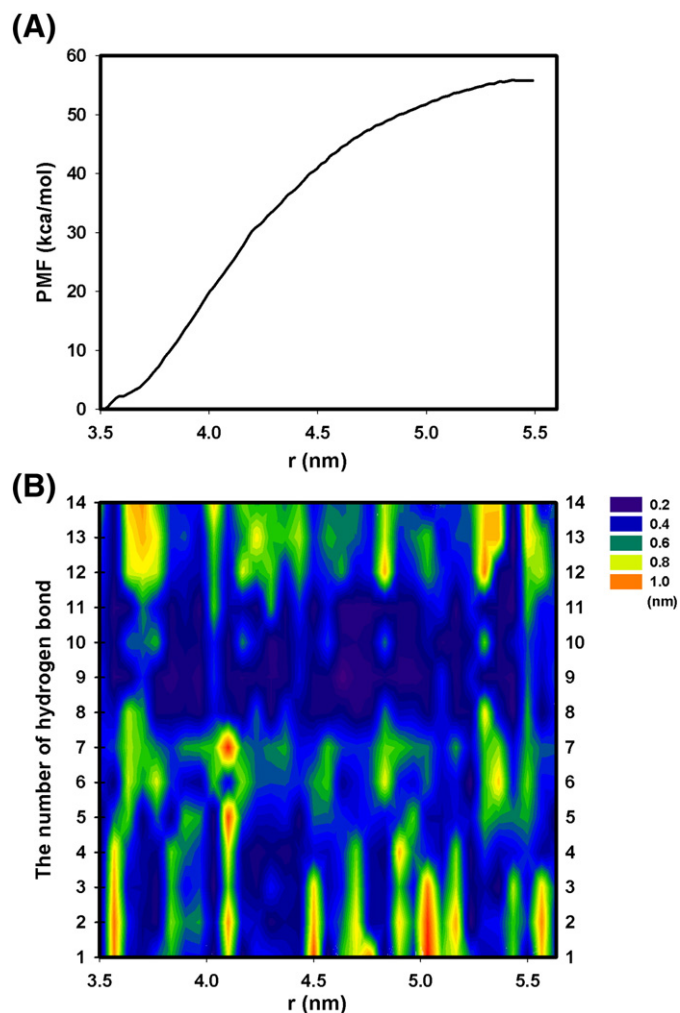 (A)
60
50
40
30
20
10
0
PMF (kca/mol)
3.5 4.0 4.5 5.0 5.5
r (nm)
(B)
14 14
13 13
12 12
11 11
10 10
9 9
8 8
7 7
6 6
5 5
4 4
3 3
2 2
1 1
The number of hydrogen bond
3.5 4.0 4.5 5.0 5.5
r (nm)
0.2
0.4
0.6
0.8
1.0
(nm)